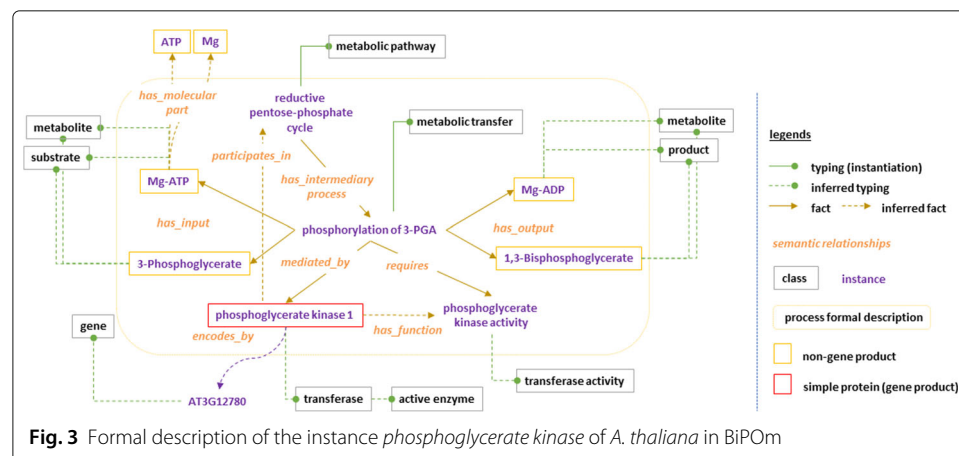 ATP
Mg
metabolic pathway
has_molecular
part
reductive
pentose-phosphate
cycle
metabolite
metabolic transfer
metabolite
substrate
participates_in
product
Mg-ATP
has_intermediary
process
Mg-ADP
has_input
phosphorylation of 3-PGA
has_output
3-Phosphoglycerate
mediated_by
requires
1,3-Bisphosphoglycerate
phosphoglycerate kinase 1
phosphoglycerate
kinase activity
gene
encodes_by
has_function
transferase activity
AT3G12780
transferase
active enzyme
legends
typing (instantiation)
inferred typing
fact
inferred fact
semantic relationships
class
instance
process formal description
non-gene product
simple protein (gene product)
Fig. 3 Formal description of the instance phosphoglycerate kinase of A. thaliana in BiPOm